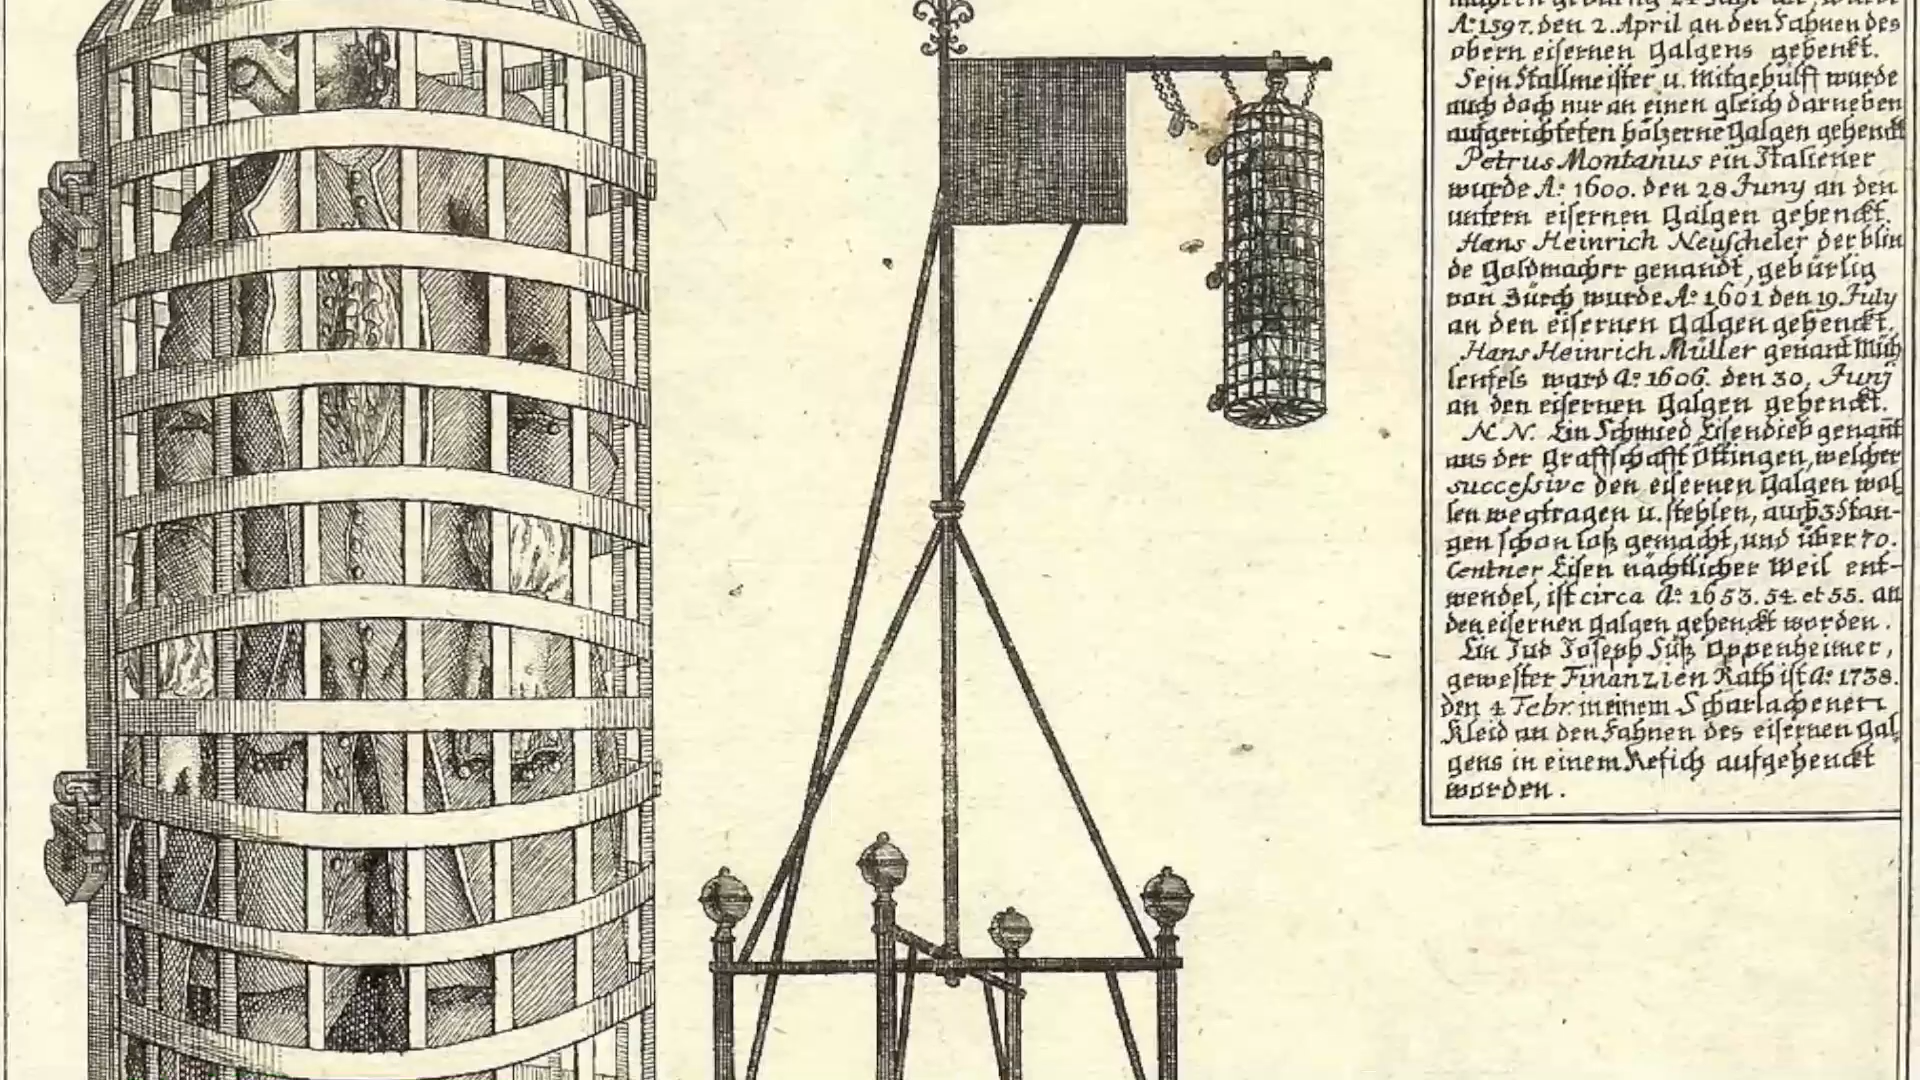 A: 1597. den 2. April an den Fahnen des
obern eisernen Galgens gehenkt.
Sein Stallmeister u. Mitgehülff wurde
auch doch nur an einen gleich darneben
aufgerichteten hölzerne Galgen gehenckt
Petrus Montanus ein Italiener
wurde A: 1600. den 28 Juny an den
untern eisernen Galgen gehenckt.
Hans Heinrich Neuscheler der blin
de Goldmacher genandt, gebürtig
von Zürch wurde A: 1601 den 19. July
an den eisernen Galgen gehenckt.
Hans Heinrich Müller genant Müh
lenfels ward A: 1606. den 30, Junij
an den eisernen Galgen gehenckt.
N. N. Ein Schmied Eisendieb genant
aus der Graffschafft Ottingen, welcher
successive den eisernen Galgen wol
len wegtragen u. stehlen, auch 3 Stan-
gen schon loß gemacht, und über 70.
Centner Eisen nächtlicher Weil ent-
wendet, ist circa A: 1653. 54. et 55. an
den eisernen Galgen gehenckt worden.
Ein Jud Joseph Süß Oppenheimer,
gewester Finanzien Rath ist A: 1738.
den 4 Febr. in einem Scharlachenen
Kleid an den Fahnen des eisernen Gal
gens in einem Kefich aufgehenckt
worden.